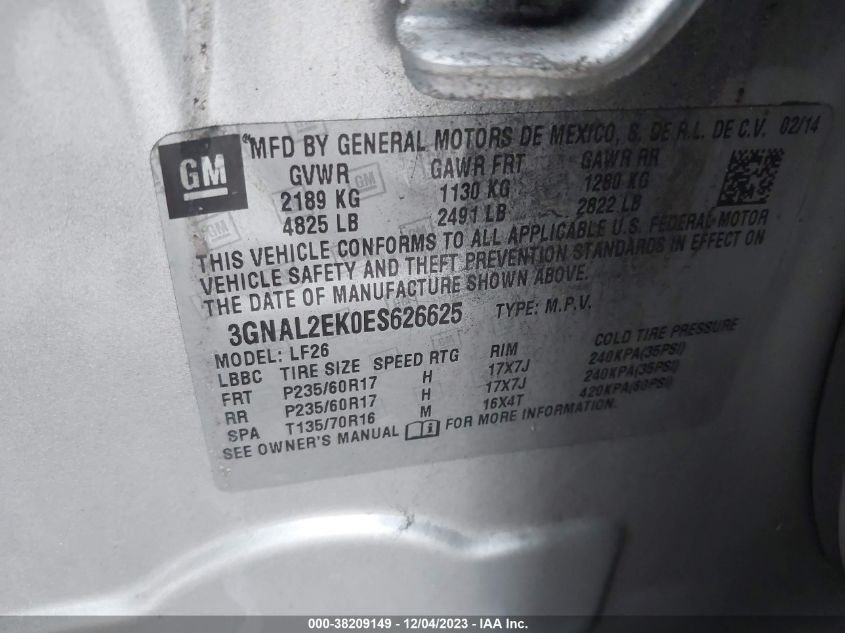 GM
MFD BY GENERAL MOTORS DE MEXICO, S. DE R.L. DE C.V. 02/14
GVWR GAWR FRT GAWR RR
2189 KG 1130 KG 1280 KG
4825 LB 2491 LB 2822 LB
THIS VEHICLE CONFORMS TO ALL APPLICABLE U.S. FEDERAL MOTOR
VEHICLE SAFETY AND THEFT PREVENTION STANDARDS IN EFFECT ON
THE DATE OF MANUFACTURE SHOWN ABOVE.
3GNAL2EK0ES626625 TYPE: M.P.V.
MODEL: LF26
LBBC TIRE SIZE SPEED RTG RIM COLD TIRE PRESSURE
FRT P235/60R17 H 17X7J 240KPA(35PSI)
RR P235/60R17 H 17X7J 240KPA(35PSI)
SPA T135/70R16 M 16X4T 420KPA(60PSI)
SEE OWNER'S MANUAL FOR MORE INFORMATION.
000-38209149 - 12/04/2023 - IAA Inc.